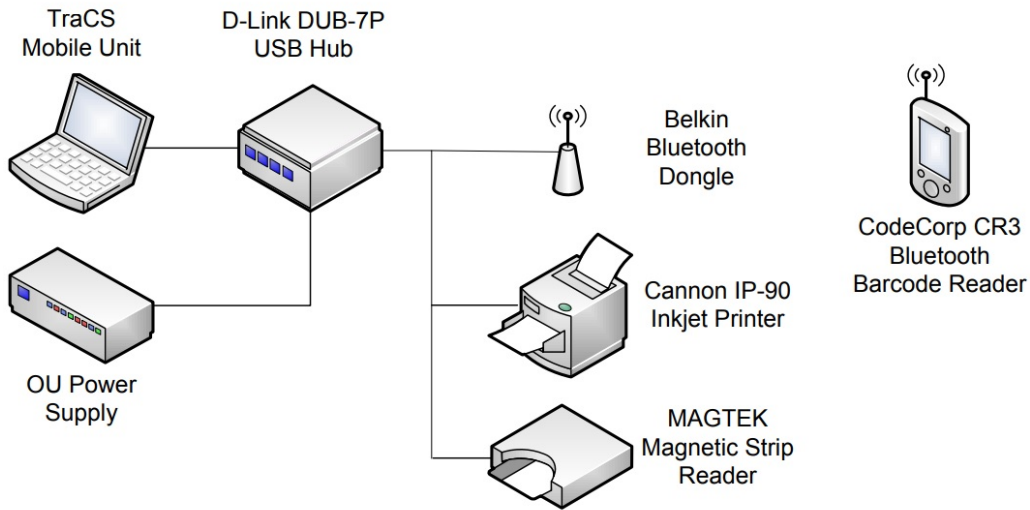 TraCS
Mobile Unit
D-Link DUB-7P
USB Hub
Belkin
Bluetooth
Dongle
CodeCorp CR3
Bluetooth
Barcode Reader
Cannon IP-90
Inkjet Printer
OU Power
Supply
MAGTEK
Magnetic Strip
Reader